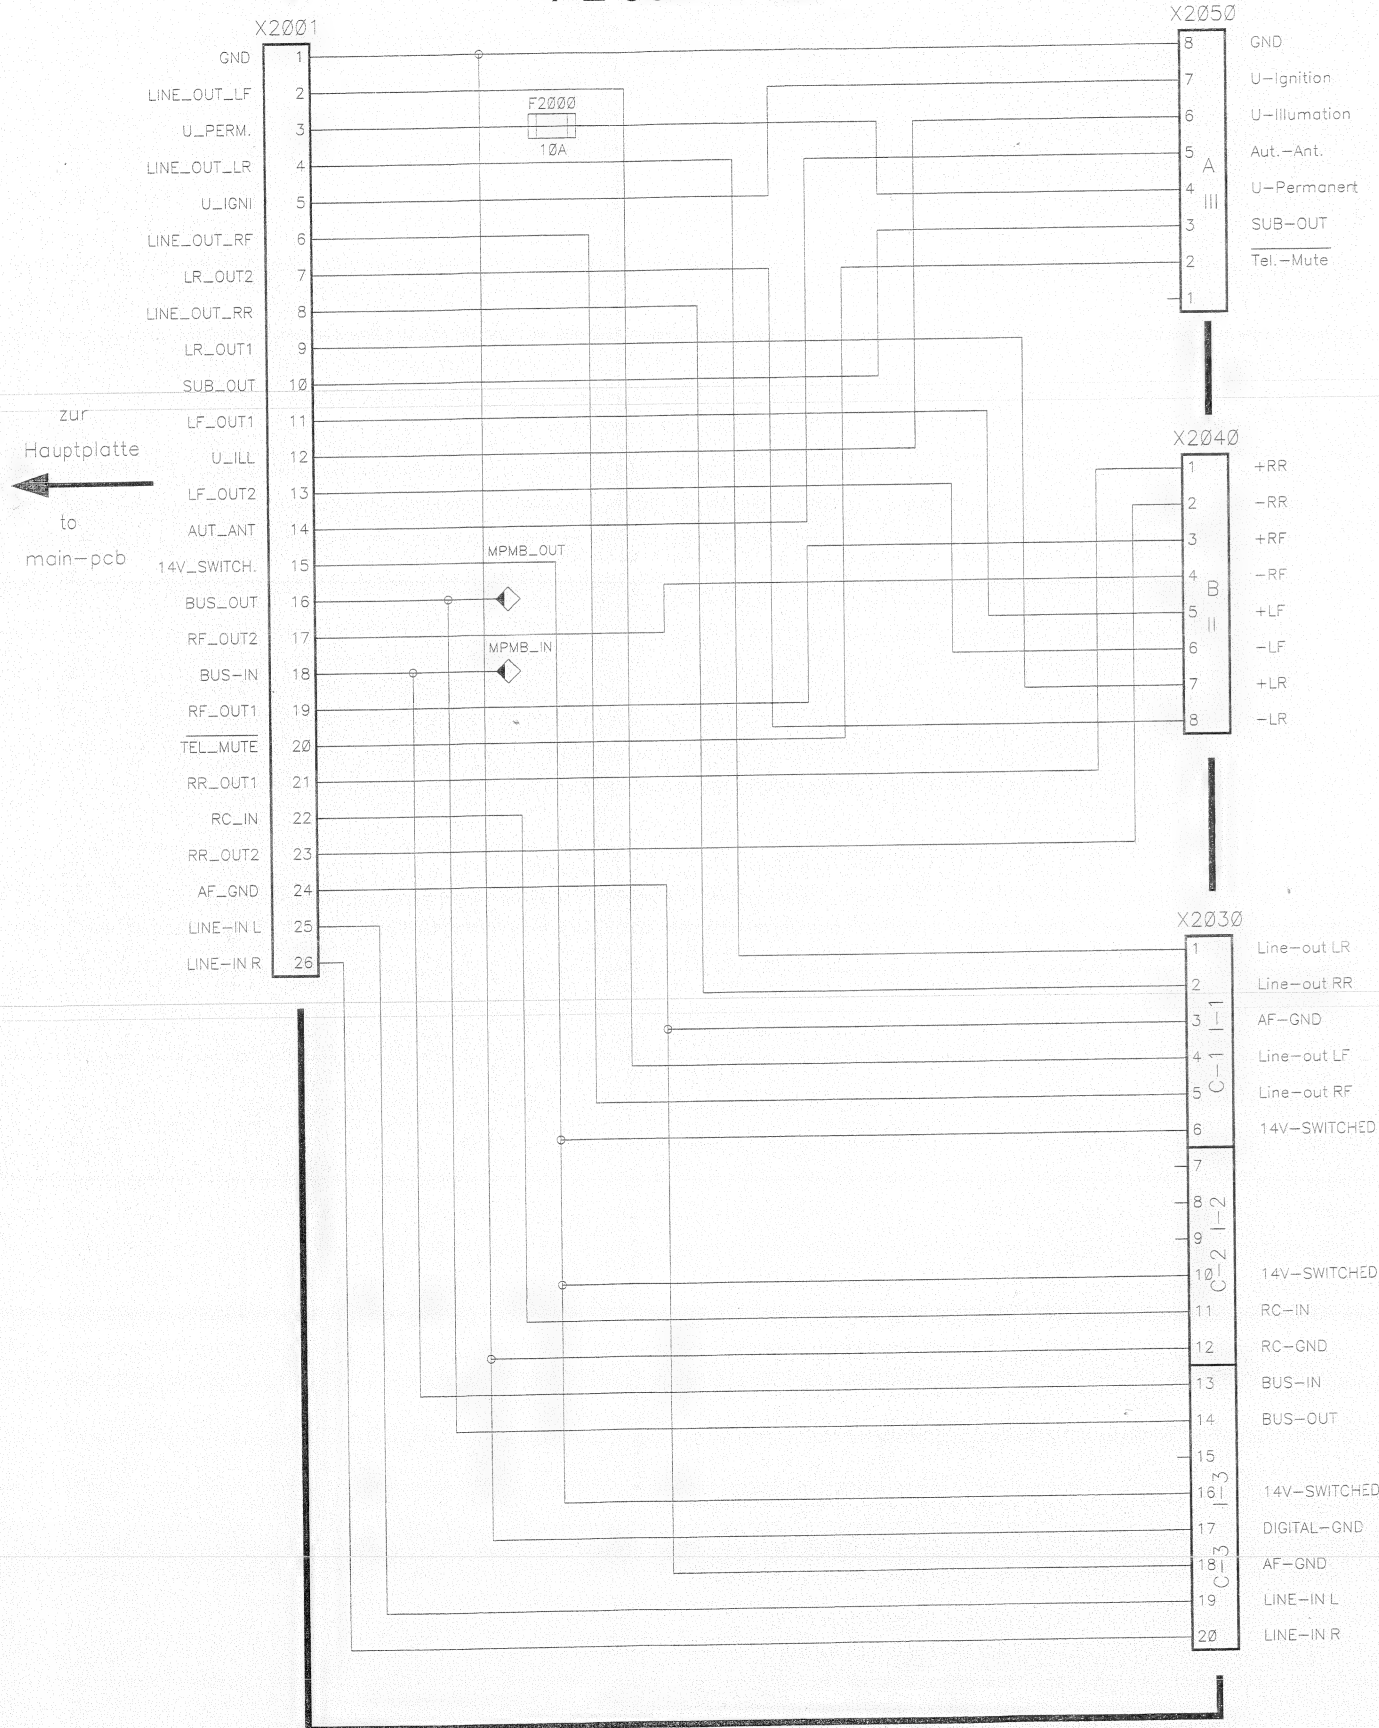 X2001
GND 1
LINE_OUT_LF 2
U_PERM. 3
LINE_OUT_LR 4
U_IGNI 5
LINE_OUT_RF 6
LR_OUT2 7
LINE_OUT_RR 8
LR_OUT1 9
SUB_OUT 10
LF_OUT1 11
U_ILL 12
LF_OUT2 13
AUT_ANT 14
14V_SWITCH. 15
BUS_OUT 16
RF_OUT2 17
BUS-IN 18
RF_OUT1 19
TEL_MUTE 20
RR_OUT1 21
RC_IN 22
RR_OUT2 23
AF_GND 24
LINE-IN L 25
LINE-IN R 26
zur
Hauptplatte
to
main-pcb
F2000
10A
MPMB_OUT
MPMB_IN
X2050
8 GND
7 U-Ignition
6 U-Illumation
5 Aut.-Ant.
4 U-Permanert
3 SUB-OUT
2 Tel.-Mute
1
A
III
X2040
1 +RR
2 -RR
3 +RF
4 -RF
5 +LF
6 -LF
7 +LR
8 -LR
B
II
X2030
1 Line-out LR
2 Line-out RR
3 AF-GND
4 Line-out LF
5 Line-out RF
6 14V-SWITCHED
C-1 I-1
7
8
9
10 14V-SWITCHED
11 RC-IN
12 RC-GND
C-2 I-2
13 BUS-IN
14 BUS-OUT
15
16 14V-SWITCHED
17 DIGITAL-GND
18 AF-GND
19 LINE-IN L
20 LINE-IN R
C-3 I-3